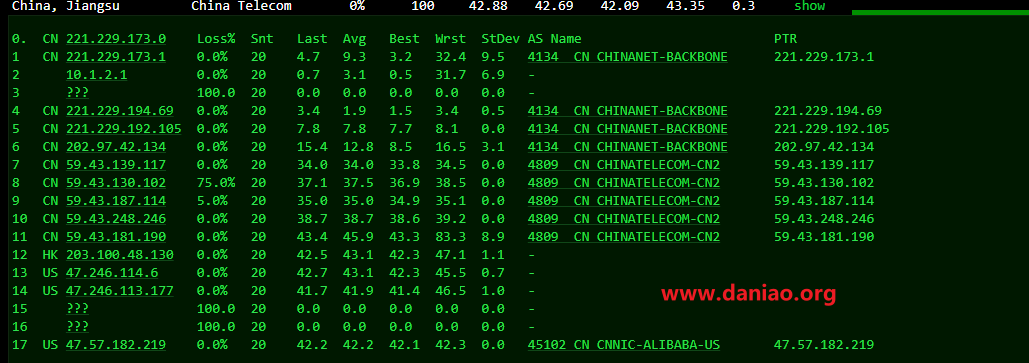 China, Jiangsu China Telecom 0% 100 42.88 42.69 42.09 43.35 0.3 show
0. CN 221.229.173.0 Loss% Snt Last Avg Best Wrst StDev AS Name PTR
1 CN 221.229.173.1 0.0% 20 4.7 9.3 3.2 32.4 9.5 4134 CN CHINANET-BACKBONE 221.229.173.1
2 10.1.2.1 0.0% 20 0.7 3.1 0.5 31.7 6.9 -
3 ??? 100.0 20 0.0 0.0 0.0 0.0 0.0 -
4 CN 221.229.194.69 0.0% 20 3.4 1.9 1.5 3.4 0.5 4134 CN CHINANET-BACKBONE 221.229.194.69
5 CN 221.229.192.105 0.0% 20 7.8 7.8 7.7 8.1 0.0 4134 CN CHINANET-BACKBONE 221.229.192.105
6 CN 202.97.42.134 0.0% 20 15.4 12.8 8.5 16.5 3.1 4134 CN CHINANET-BACKBONE 202.97.42.134
7 CN 59.43.139.117 0.0% 20 34.0 34.0 33.8 34.5 0.0 4809 CN CHINATELECOM-CN2 59.43.139.117
8 CN 59.43.130.102 75.0% 20 37.1 37.5 36.9 38.5 0.0 4809 CN CHINATELECOM-CN2 59.43.130.102
9 CN 59.43.187.114 5.0% 20 35.0 35.0 34.9 35.1 0.0 4809 CN CHINATELECOM-CN2 59.43.187.114
10 CN 59.43.248.246 0.0% 20 38.7 38.7 38.6 39.2 0.0 4809 CN CHINATELECOM-CN2 59.43.248.246
11 CN 59.43.181.190 0.0% 20 43.4 45.9 43.3 83.3 8.9 4809 CN CHINATELECOM-CN2 59.43.181.190
12 HK 203.100.48.130 0.0% 20 42.5 43.1 42.3 47.1 1.1 -
13 US 47.246.114.6 0.0% 20 42.7 43.1 42.3 45.5 0.7 -
14 US 47.246.113.177 0.0% 20 41.7 41.9 41.4 46.5 1.0 -
www.daniao.org
15 ??? 100.0 20 0.0 0.0 0.0 0.0 0.0 -
16 ??? 100.0 20 0.0 0.0 0.0 0.0 0.0 -
17 US 47.57.182.219 0.0% 20 42.2 42.2 42.1 42.3 0.0 45102 CN CNNIC-ALIBABA-US 47.57.182.219